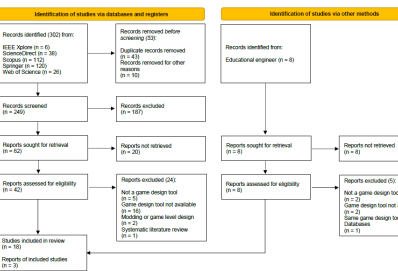 Identification of studies via databases and registers
Identification of studies via other methods
Records identified (302) from:
IEEE Xplore (n = 6)
ScienceDirect (n = 38)
Scopus (n = 112)
Springer (n = 120)
Web of Science (n = 26)
Records removed before
screening (53):
Duplicate records removed
(n = 43)
Records removed for other
reasons
(n = 10)
Records identified from:
Educational engineer (n = 8)
Records screened
(n = 249)
Records excluded
(n = 187)
Reports sought for retrieval
(n = 62)
Reports not retrieved
(n = 20)
Reports sought for retrieval
(n = 8)
Reports not retrieved
(n = 8)
Reports assessed for eligibility
(n = 42)
Reports excluded (24):
Not a game design tool
(n = 5)
Game design tool not available
(n = 16)
Modding or game level design
(n = 2)
Systematic literature review
(n = 1)
Reports assessed for eligibility
(n = 8)
Reports excluded (5):
Not a game design too
(n = 2)
Game design tool not a
(n = 2)
Same game design to
Databases
(n = 1)
Studies included in review
(n = 18)
Reports of included studies
(n = 3)